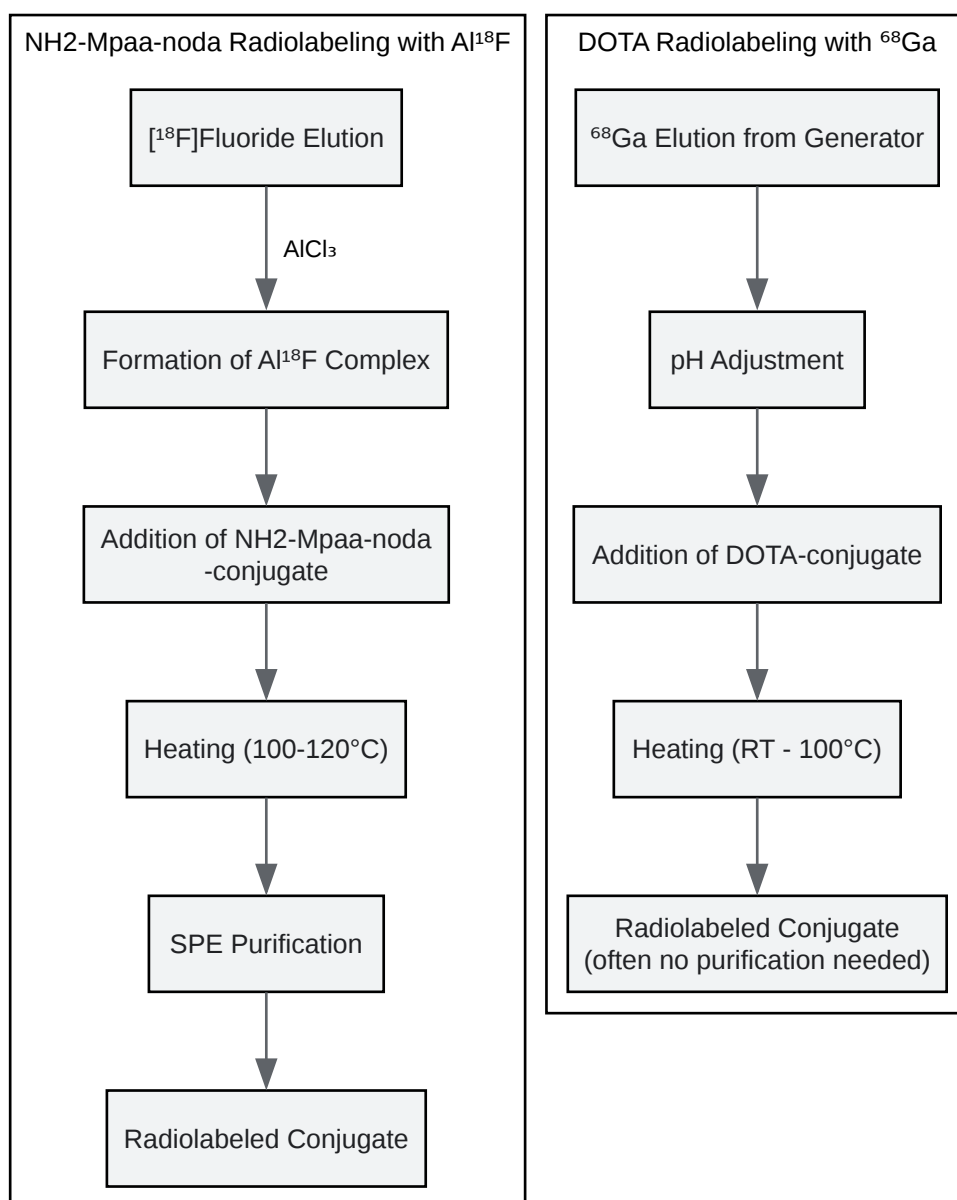 NH2-Mpaa-noda Radiolabeling with Al¹⁸F
[¹⁸F]Fluoride Elution
AlCl₃
Formation of Al¹⁸F Complex
Addition of NH2-Mpaa-noda
-conjugate
Heating (100-120°C)
SPE Purification
Radiolabeled Conjugate
DOTA Radiolabeling with ⁶⁸Ga
⁶⁸Ga Elution from Generator
pH Adjustment
Addition of DOTA-conjugate
Heating (RT - 100°C)
Radiolabeled Conjugate
(often no purification needed)